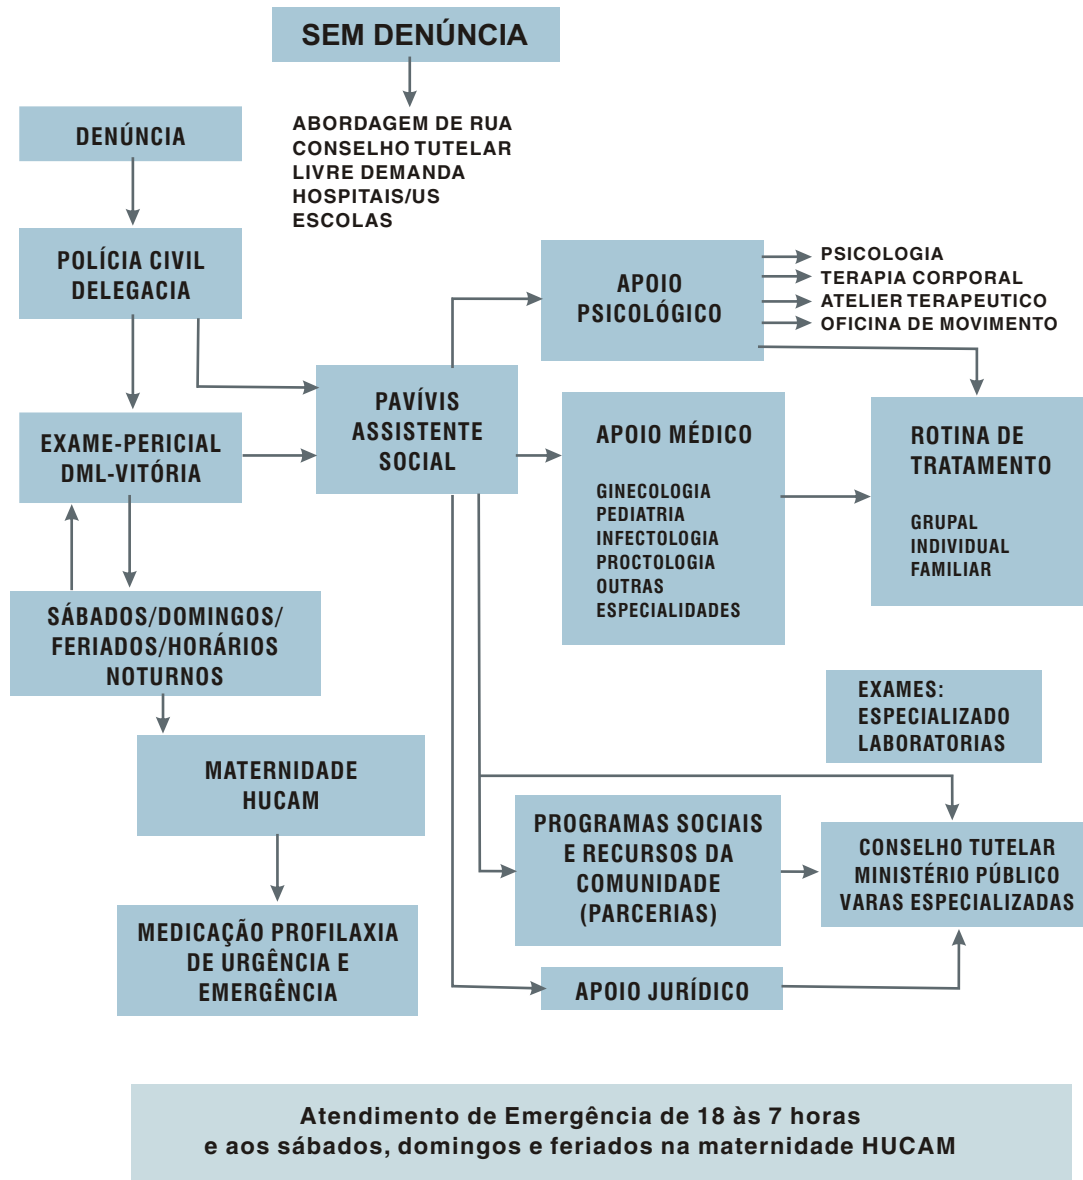 SEM DENÚNCIA
ABORDAGEM DE RUA
CONSELHO TUTELAR
LIVRE DEMANDA
HOSPITAIS/US
ESCOLAS
DENÚNCIA
POLÍCIA CIVIL
DELEGACIA
EXAME-PERICIAL
DML-VITÓRIA
SÁBADOS/DOMINGOS/
FERIADOS/HORÁRIOS
NOTURNOS
MATERNIDADE
HUCAM
MEDICAÇÃO PROFILAXIA
DE URGÊNCIA E
EMERGÊNCIA
PAVÍVIS
ASSISTENTE
SOCIAL
APOIO
PSICOLÓGICO
PSICOLOGIA
TERAPIA CORPORAL
ATELIER TERAPEUTICO
OFICINA DE MOVIMENTO
APOIO MÉDICO
GINECOLOGIA
PEDIATRIA
INFECTOLOGIA
PROCTOLOGIA
OUTRAS
ESPECIALIDADES
ROTINA DE
TRATAMENTO
GRUPAL
INDIVIDUAL
FAMILIAR
EXAMES:
ESPECIALIZADO
LABORATORIAS
PROGRAMAS SOCIAIS
E RECURSOS DA
COMUNIDADE
(PARCERIAS)
CONSELHO TUTELAR
MINISTÉRIO PÚBLICO
VARAS ESPECIALIZADAS
APOIO JURÍDICO
Atendimento de Emergência de 18 às 7 horas
e aos sábados, domingos e feriados na maternidade HUCAM